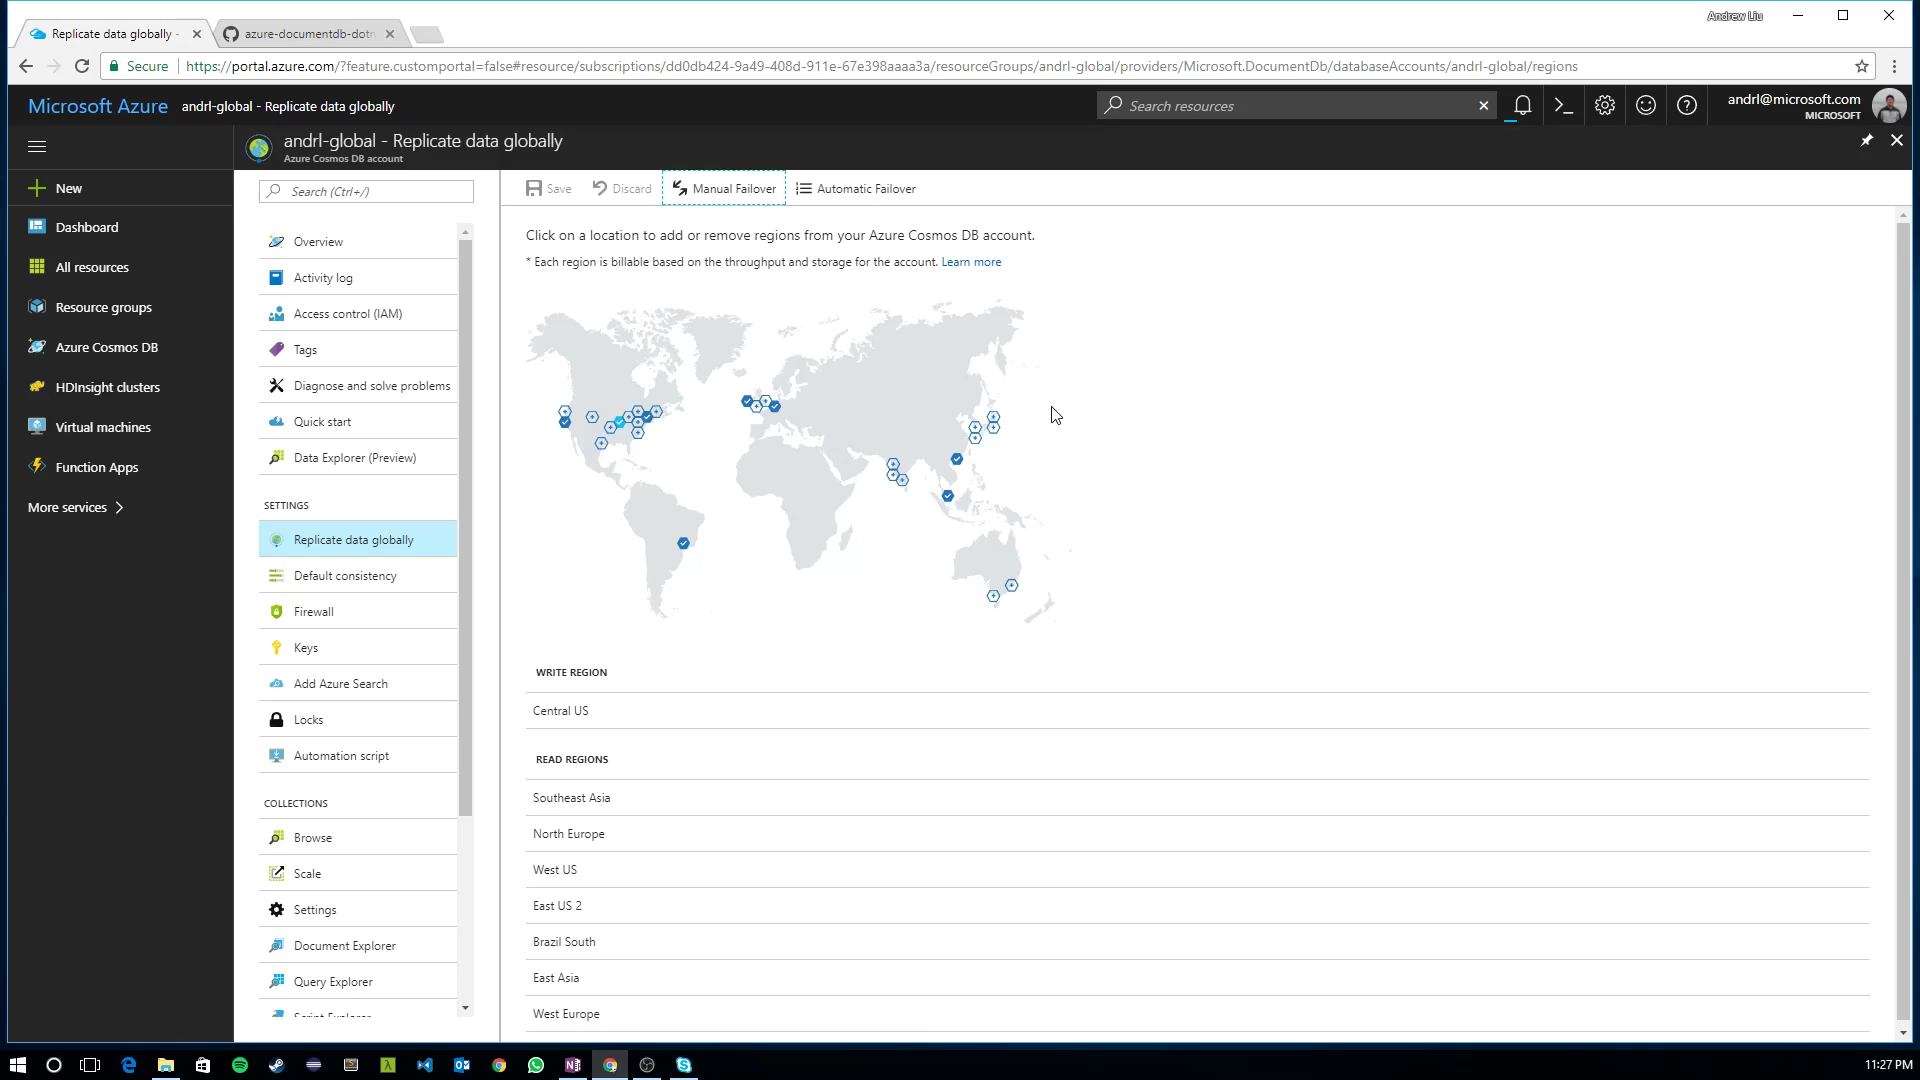 Andrew Liu
Replicate data globally -
azure-documentdb-dotn
Secure
https://portal.azure.com/?feature.customportal=false#resource/subscriptions/dd0db424-9a49-408d-911e-67e398aaaa3a/resourceGroups/andrl-global/providers/Microsoft.DocumentDb/databaseAccounts/andrl-global/regions
Microsoft Azure
andrl-global - Replicate data globally
Search resources
andrl@microsoft.com
MICROSOFT
andrl-global - Replicate data globally
Azure Cosmos DB account
New
Dashboard
All resources
Resource groups
Azure Cosmos DB
HDInsight clusters
Virtual machines
Function Apps
More services
Search (Ctrl+/)
Overview
Activity log
Access control (IAM)
Tags
Diagnose and solve problems
Quick start
Data Explorer (Preview)
SETTINGS
Replicate data globally
Default consistency
Firewall
Keys
Add Azure Search
Locks
Automation script
COLLECTIONS
Browse
Scale
Settings
Document Explorer
Query Explorer
Script Explorer
Save
Discard
Manual Failover
Automatic Failover
Click on a location to add or remove regions from your Azure Cosmos DB account.
* Each region is billable based on the throughput and storage for the account. Learn more
WRITE REGION
Central US
READ REGIONS
Southeast Asia
North Europe
West US
East US 2
Brazil South
East Asia
West Europe
11:27 PM